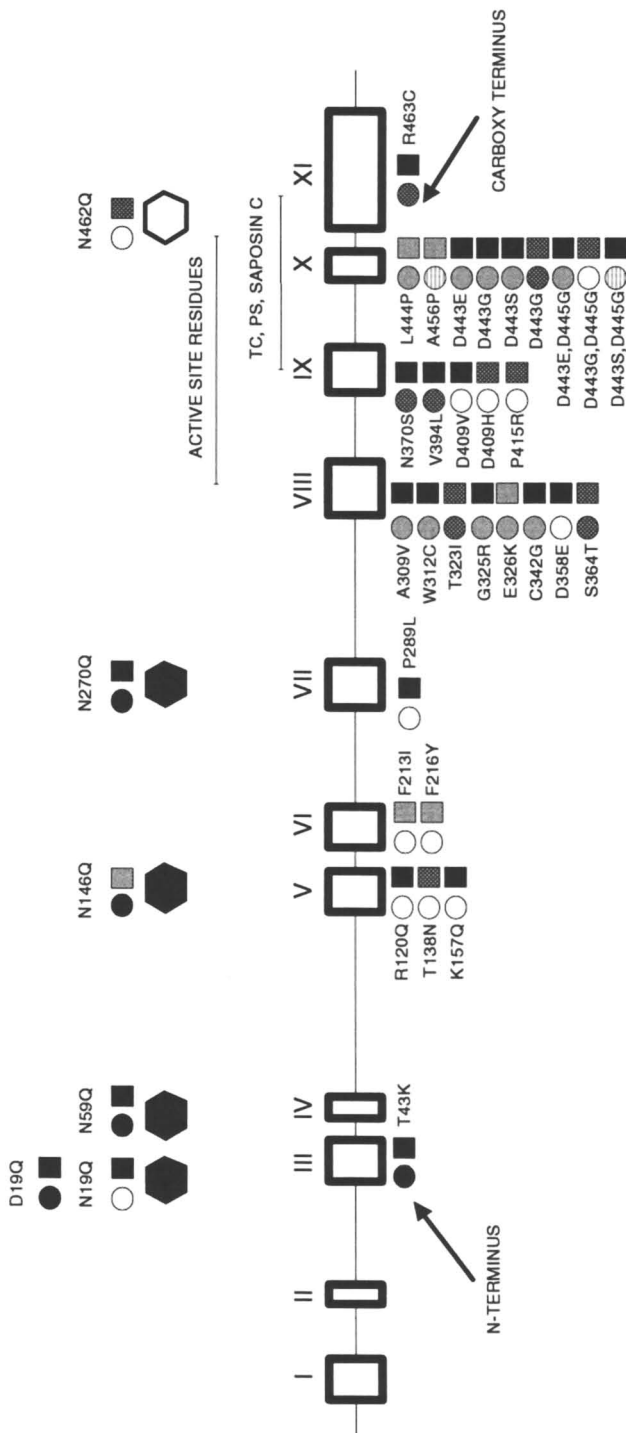 D19Q
N19Q
N59Q
N146Q
N270Q
N462Q
ACTIVE SITE RESIDUES
TC, PS, SAPOSIN C
I
II
III
IV
V
VI
VII
VIII
IX
X
XI
N-TERMINUS
T43K
R120Q
T138N
K157Q
F213I
F216Y
P289L
A309V
W312C
T323I
G325R
E326K
C342G
D358E
S364T
N370S
V394L
D409V
D409H
P415R
L444P
A456P
D443E
D443G
D443S
D443G
D443E,D445G
D443G,D445G
D443S,D445G
R463C
CARBOXY TERMINUS